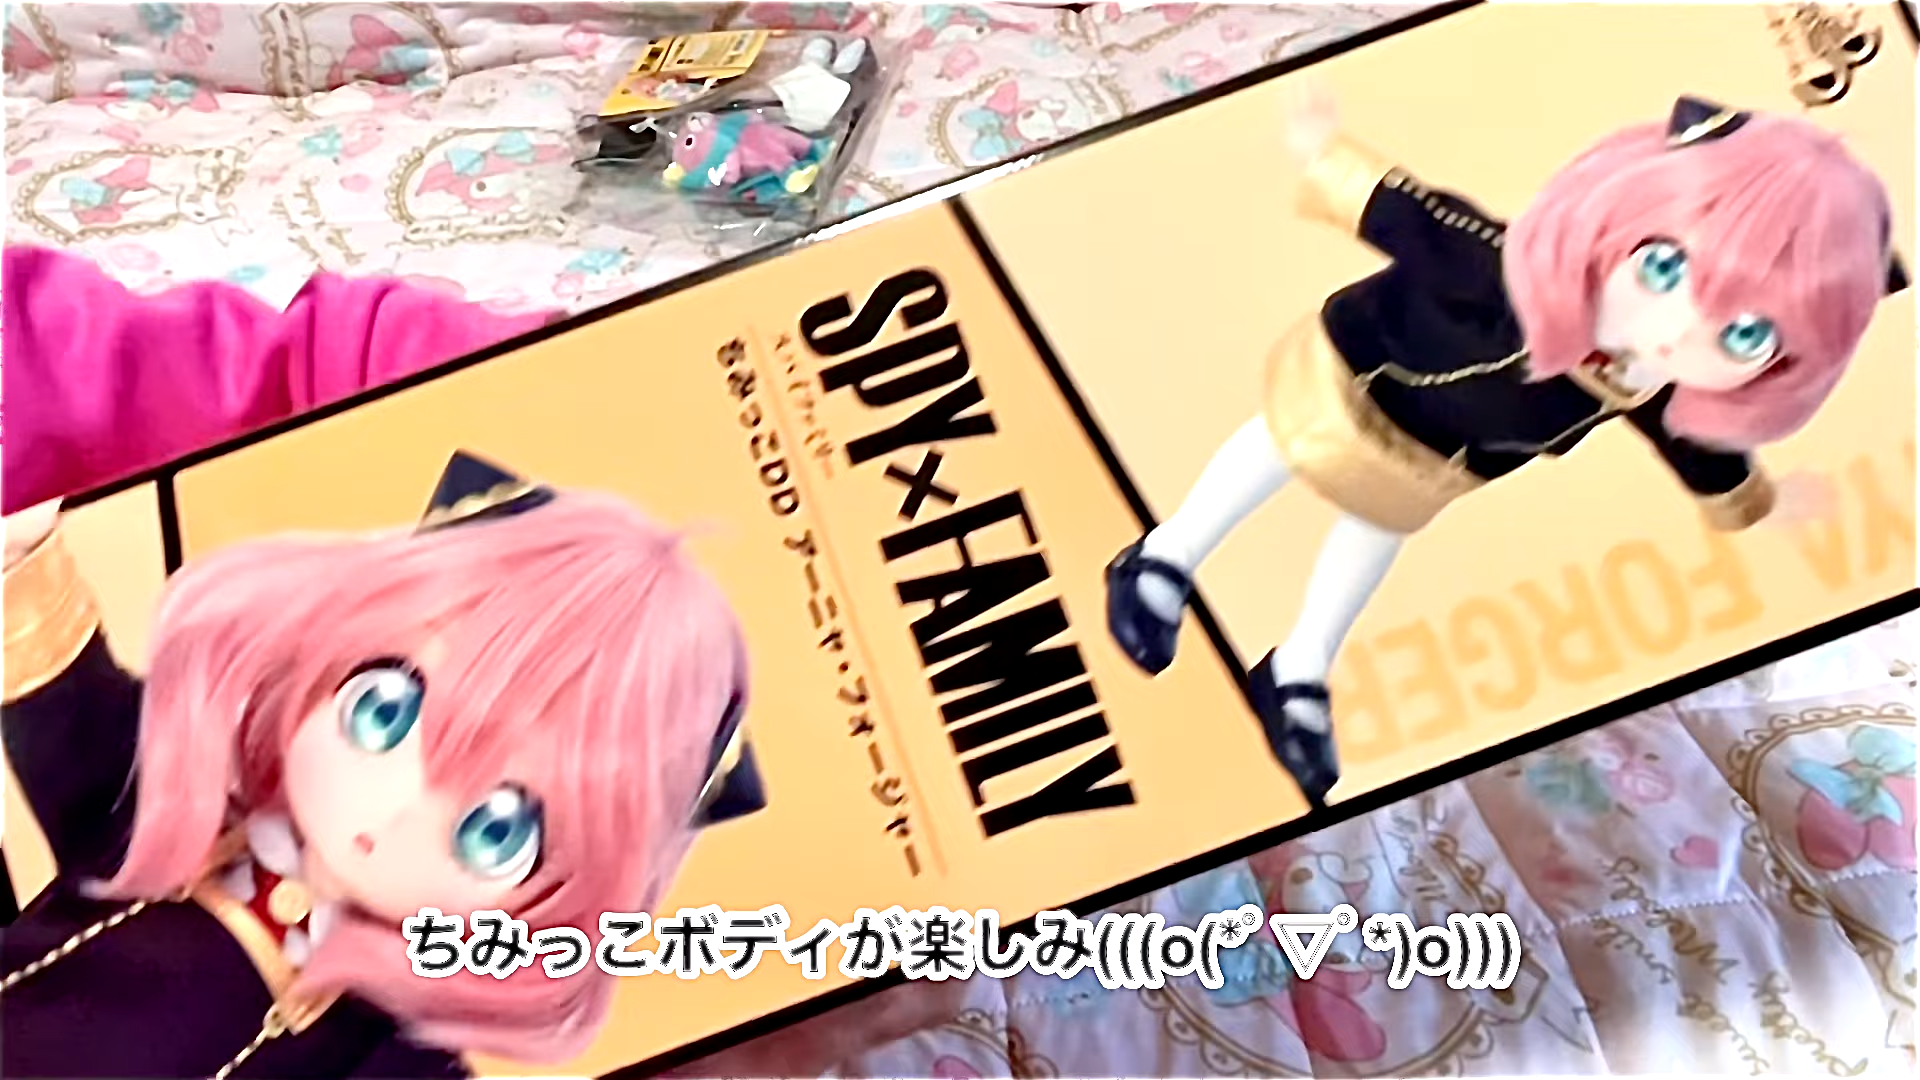 SPY×FAMILY
スパイファミリー
ちみっこDD アーニャ・フォージャー
YA FORGER
ちみっこボディが楽しみ(((o(*ﾟ▽ﾟ*)o)))